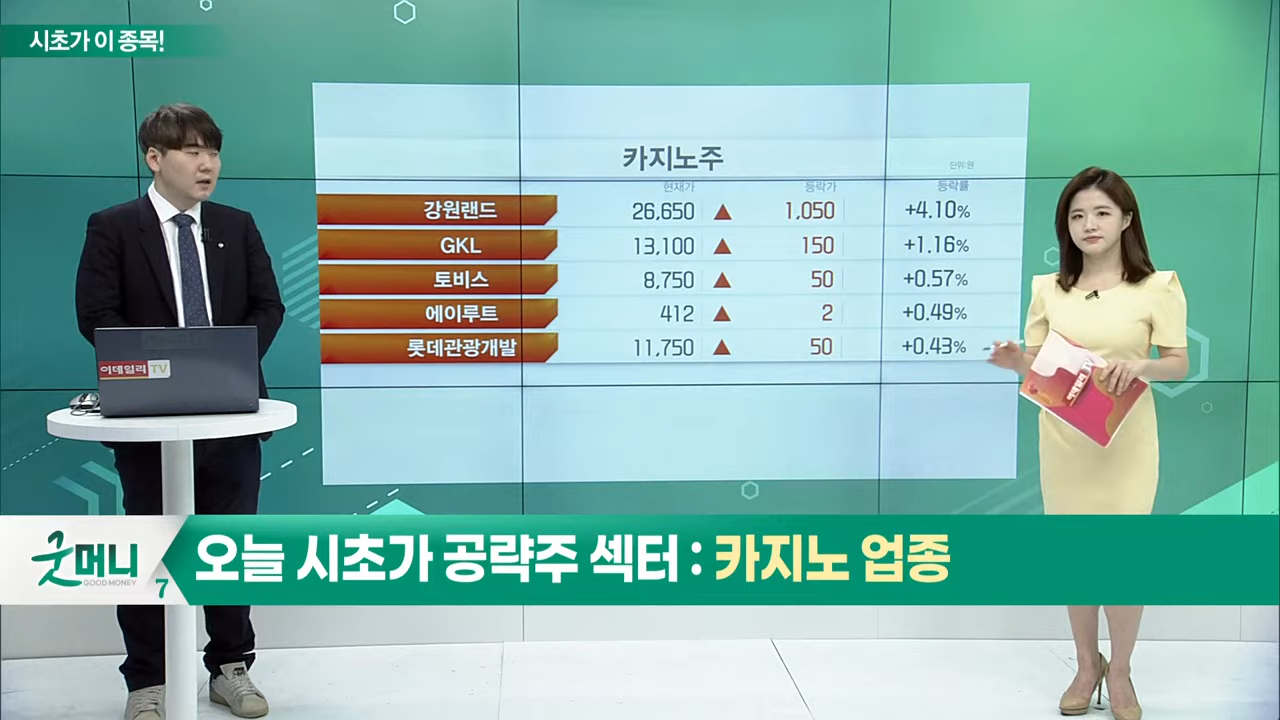 시초가 이 종목!
카지노주
단위:원
현재가 등락가 등락률
강원랜드 26,650 ▲ 1,050 +4.10%
GKL 13,100 ▲ 150 +1.16%
토비스 8,750 ▲ 50 +0.57%
에이루트 412 ▲ 2 +0.49%
롯데관광개발 11,750 ▲ 50 +0.43%
이데일리 TV
굿머니
GOOD MONEY
7
오늘 시초가 공략주 섹터 : 카지노 업종